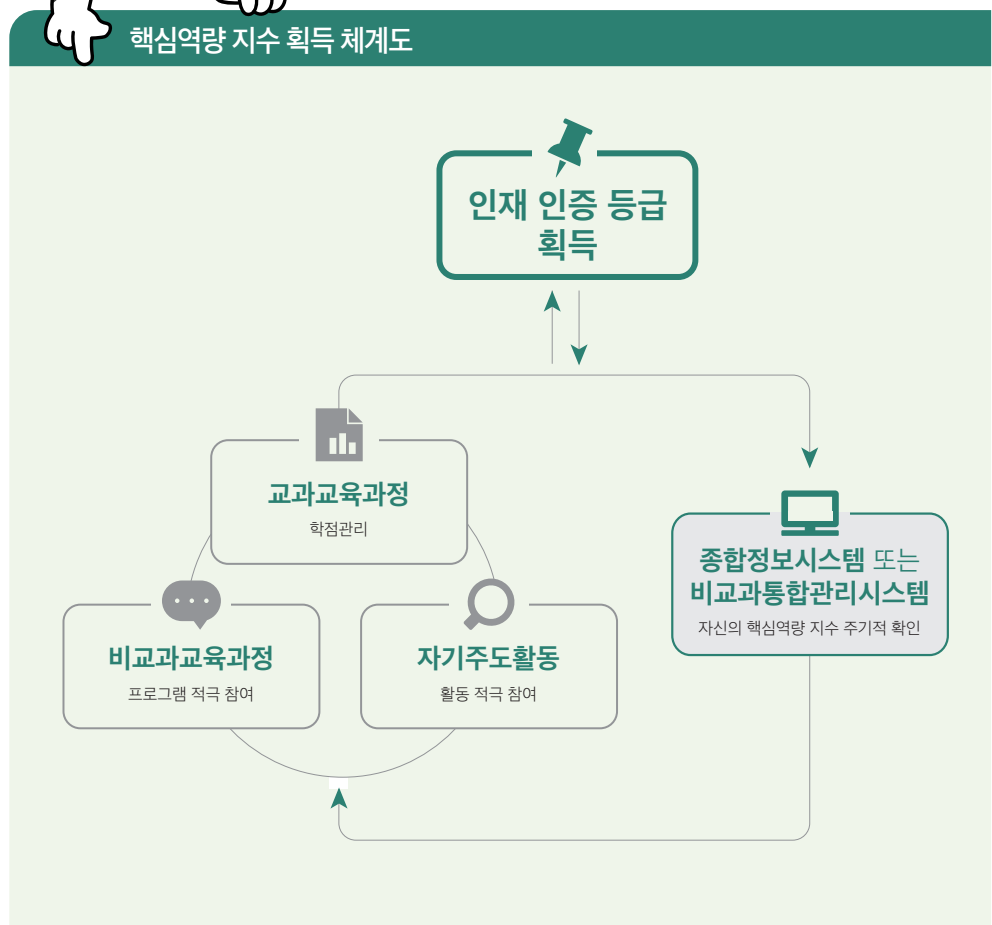 핵심역량 지수 획득 체계도
인재 인증 등급
획득
교과교육과정
학점관리
비교과교육과정
프로그램 적극 참여
자기주도활동
활동 적극 참여
종합정보시스템 또는
비교과통합관리시스템
자신의 핵심역량 지수 주기적 확인